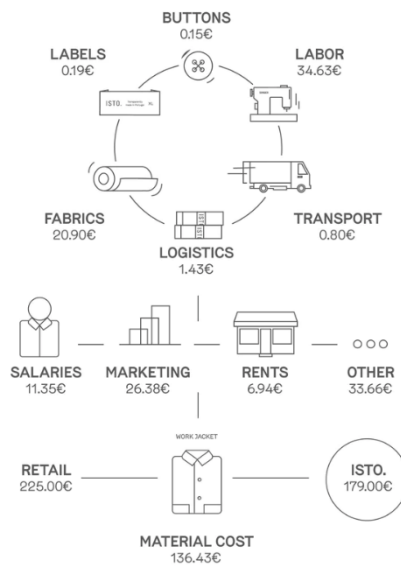 BUTTONS
0.15€
LABELS
0.19€
LABOR
34.63€
ISTO.
XL
FABRICS
20.90€
TRANSPORT
0.80€
ISTO
LOGISTICS
1.43€
SALARIES
11.35€
MARKETING
26.38€
RENTS
6.94€
OTHER
33.66€
WORK JACKET
RETAIL
225.00€
ISTO.
179.00€
MATERIAL COST
136.43€